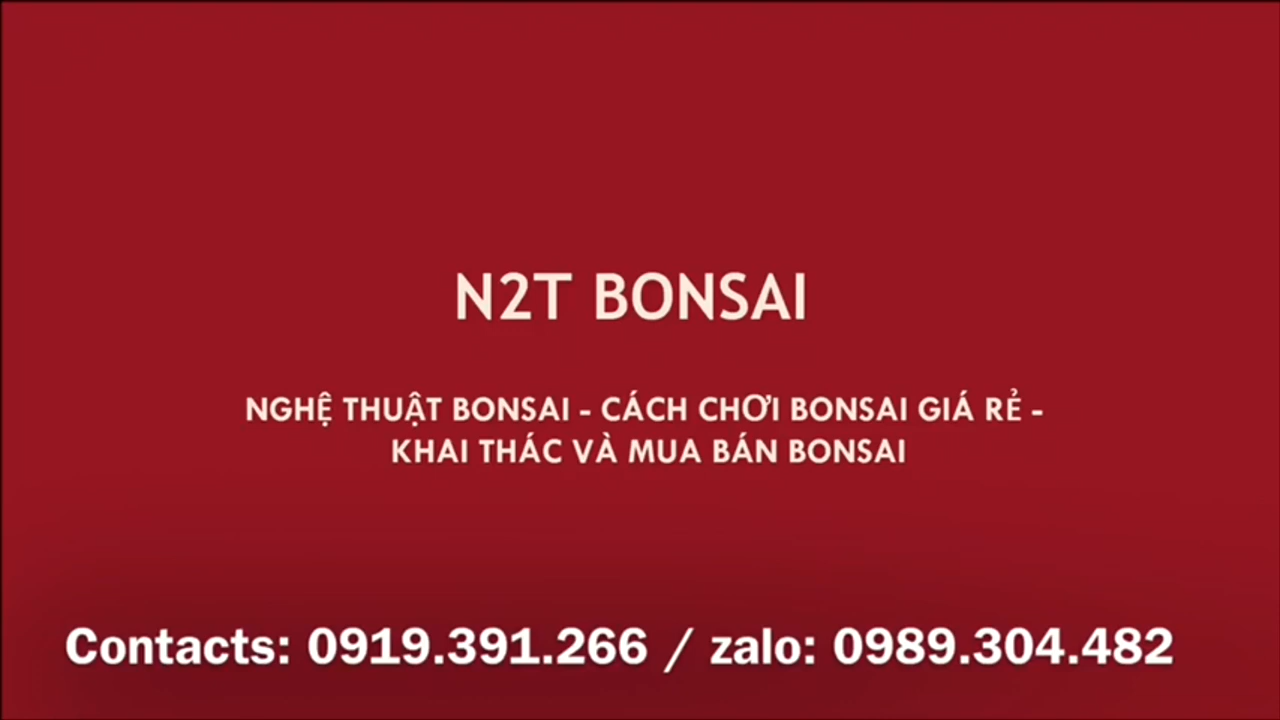 N2T BONSAI
NGHỆ THUẬT BONSAI - CÁCH CHƠI BONSAI GIÁ RẺ -
KHAI THÁC VÀ MUA BÁN BONSAI
Contacts: 0919.391.266 / zalo: 0989.304.482